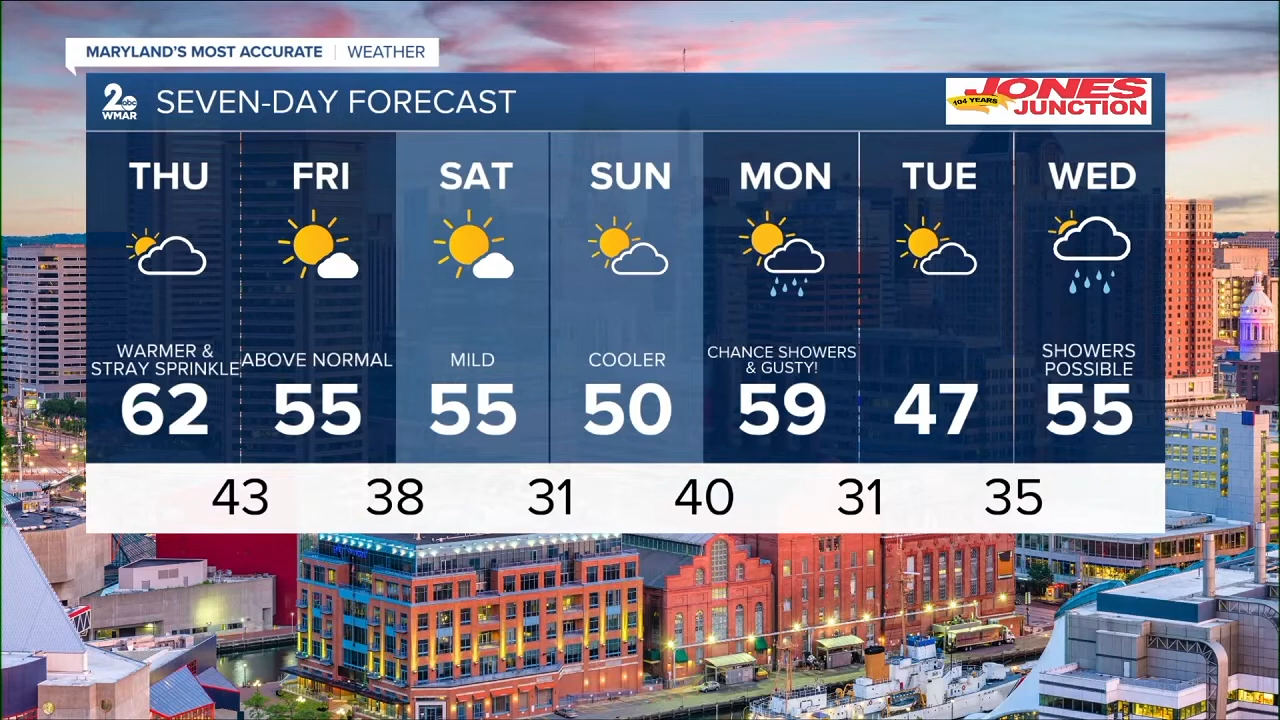 MARYLAND'S MOST ACCURATE | WEATHER
2 abc
WMAR
SEVEN-DAY FORECAST
JONES
104 YEARS
JUNCTION
THU FRI SAT SUN MON TUE WED
WARMER &
STRAY SPRINKLE
62
ABOVE NORMAL
55
MILD
55
COOLER
50
CHANCE SHOWERS
& GUSTY!
59
47
SHOWERS
POSSIBLE
55
43 38 31 40 31 35